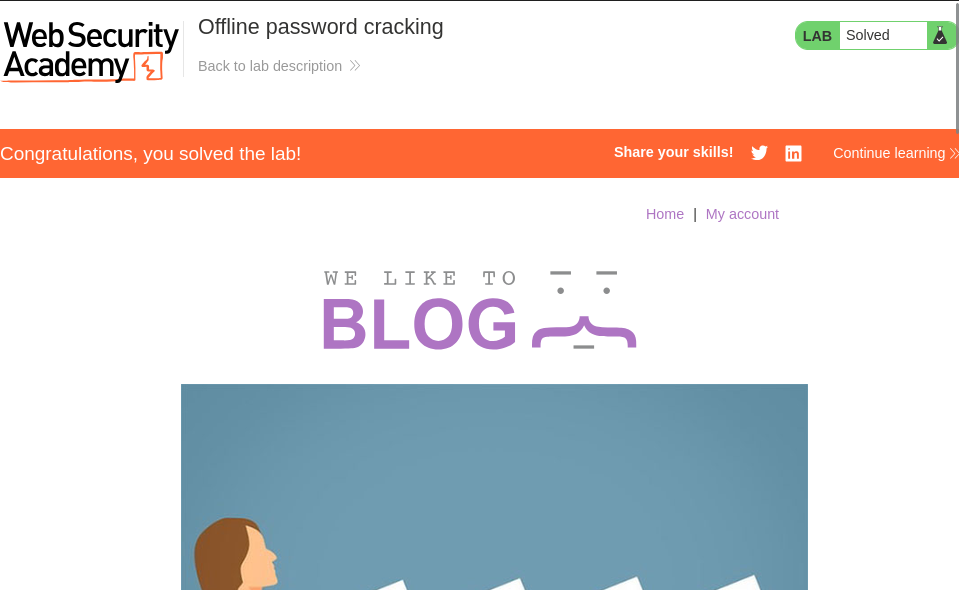 Web Security
Academy
Offline password cracking
Back to lab description
LAB Solved
Congratulations, you solved the lab!
Share your skills!
Continue learning
Home | My account
WE LIKE TO
BLOG